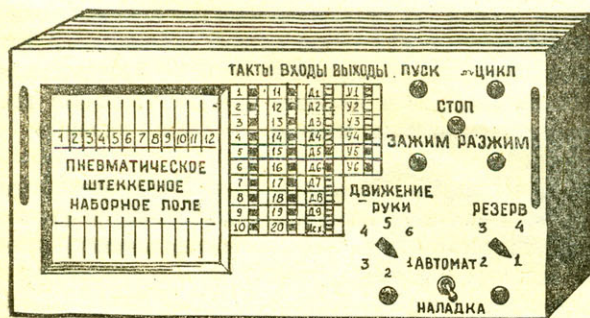 ТАКТЫ ВХОДЫ ВЫХОДЫ ПУСК ЦИКЛ
СТОП
ЗАЖИМ РАЗЖИМ
1 11 Д1 У1
2 12 Д2 У2
3 13 Д3 У3
4 14 Д4 У4
5 15 Д5 У5
6 16 Д6 У6
7 17 Д7
8 18 Д8
9 19 Д9
10 20 Исх
1 2 3 4 5 6 7 8 9 10 11 12
ПНЕВМАТИЧЕСКОЕ
ШТЕККЕРНОЕ
НАБОРНОЕ ПОЛЕ
ДВИЖЕНИЕ
РУКИ
4 5 6
3 2 1
РЕЗЕРВ
3 4
2 1
АВТОМАТ
НАЛАДКА